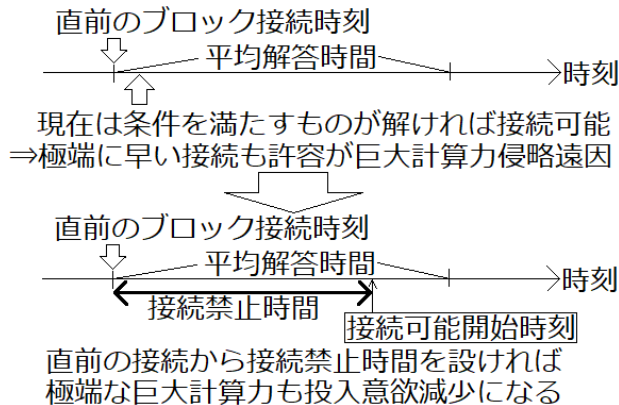 直前のブロック接続時刻
平均解答時間
時刻
現在は条件を満たすものが解ければ接続可能
⇒極端に早い接続も許容が巨大計算力侵略遠因
直前のブロック接続時刻
平均解答時間
時刻
接続禁止時間
接続可能開始時刻
直前の接続から接続禁止時間を設ければ
極端な巨大計算力も投入意欲減少になる